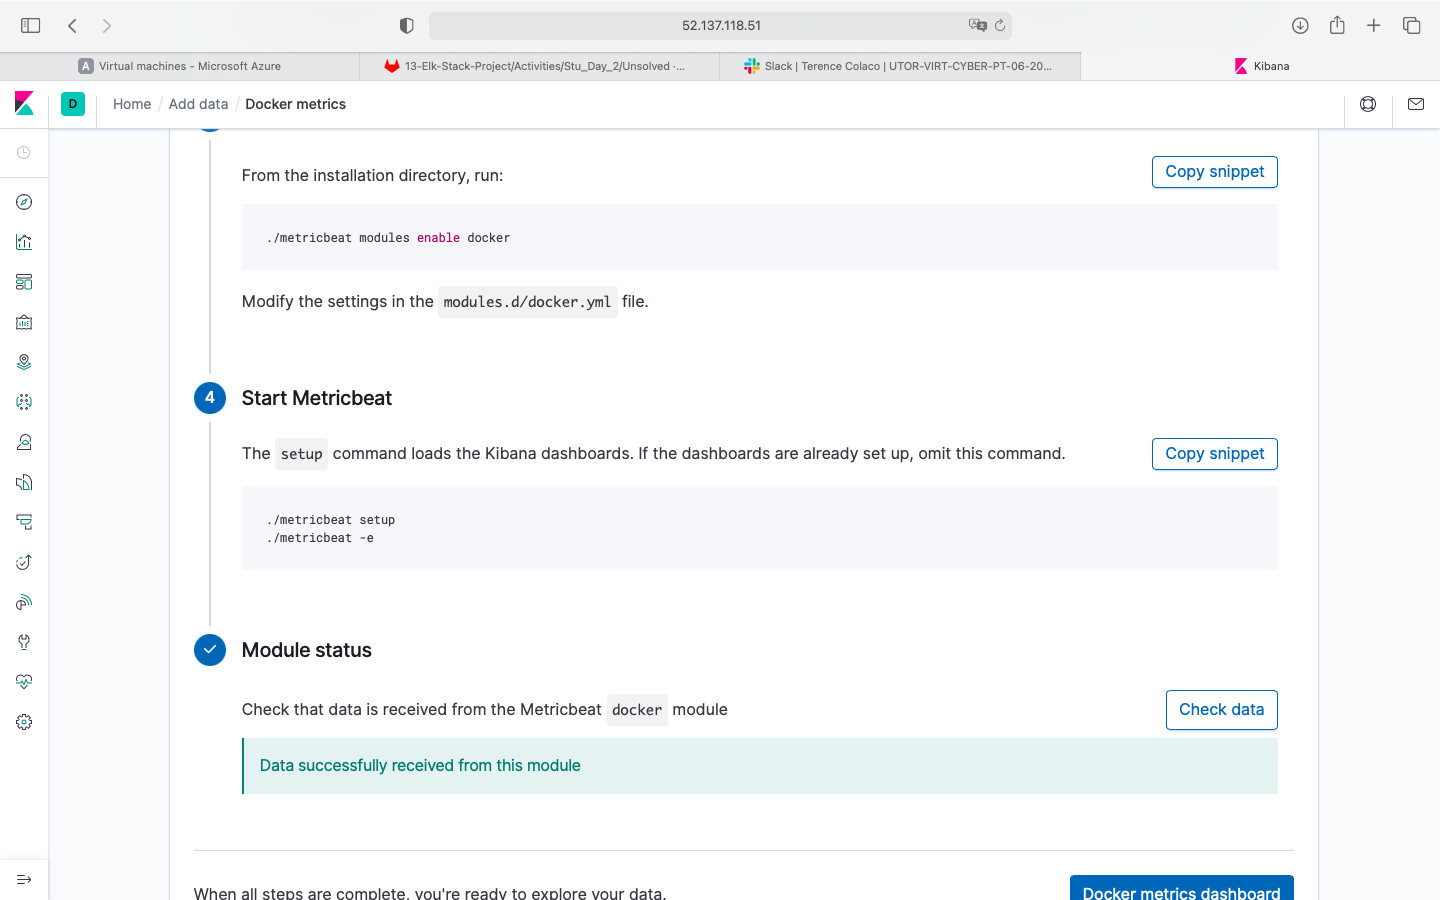 52.137.118.51
A Virtual machines - Microsoft Azure
13-Elk-Stack-Project/Activities/Stu_Day_2/Unsolved ·...
Slack | Terence Colaco | UTOR-VIRT-CYBER-PT-06-20...
Kibana
D
Home / Add data / Docker metrics
From the installation directory, run:
Copy snippet
./metricbeat modules enable docker
Modify the settings in the modules.d/docker.yml file.
4 Start Metricbeat
The setup command loads the Kibana dashboards. If the dashboards are already set up, omit this command.
Copy snippet
./metricbeat setup
./metricbeat -e
Module status
Check that data is received from the Metricbeat docker module
Check data
Data successfully received from this module
When all steps are complete, you're ready to explore your data.
Docker metrics dashboard